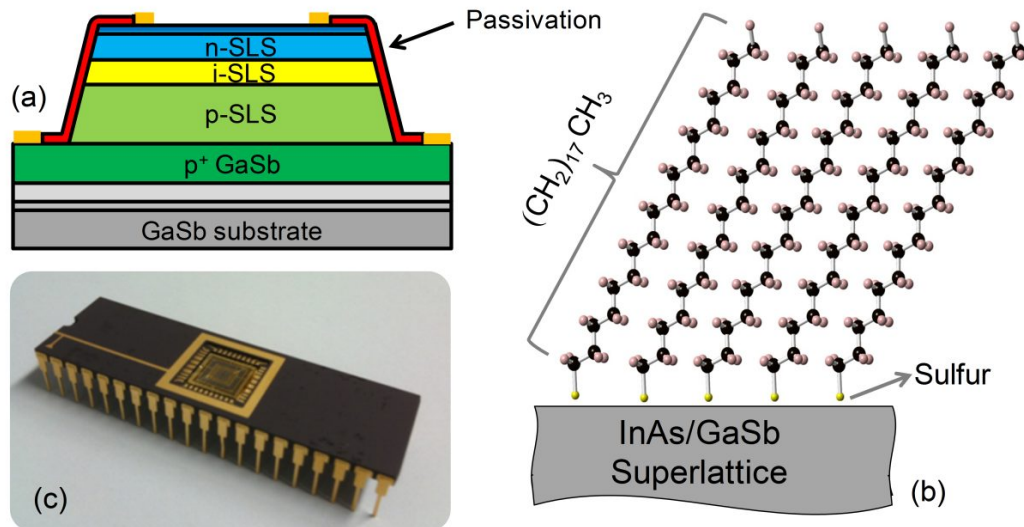 Passivation
n-SLS
i-SLS
(a)
p-SLS
p⁺ GaSb
GaSb substrate
(c)
(CH₂)₁₇ CH₃
Sulfur
InAs/GaSb
Superlattice
(b)